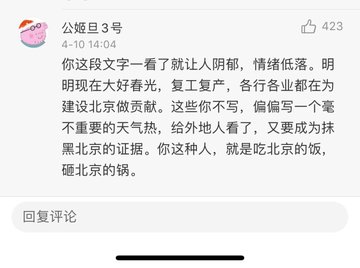 公姬旦3号
423
4-10 14:04
你这段文字一看了就让人阴郁，情绪低落。明
明现在大好春光，复工复产，各行各业都在为
建设北京做贡献。这些你不写，偏偏写一个毫
不重要的天气热，给外地人看了，又要成为抹
黑北京的证据。你这种人，就是吃北京的饭，
砸北京的锅。
回复评论